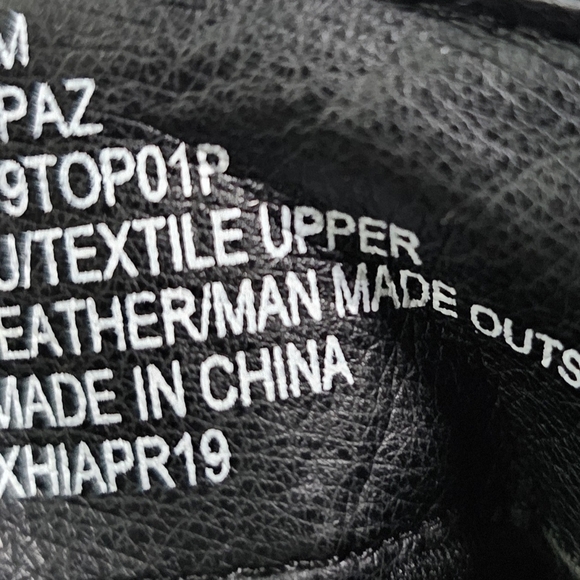 M
PAZ
9TOP01P
U/TEXTILE UPPER
EATHER/MAN MADE OUTS
MADE IN CHINA
XHIAPR19